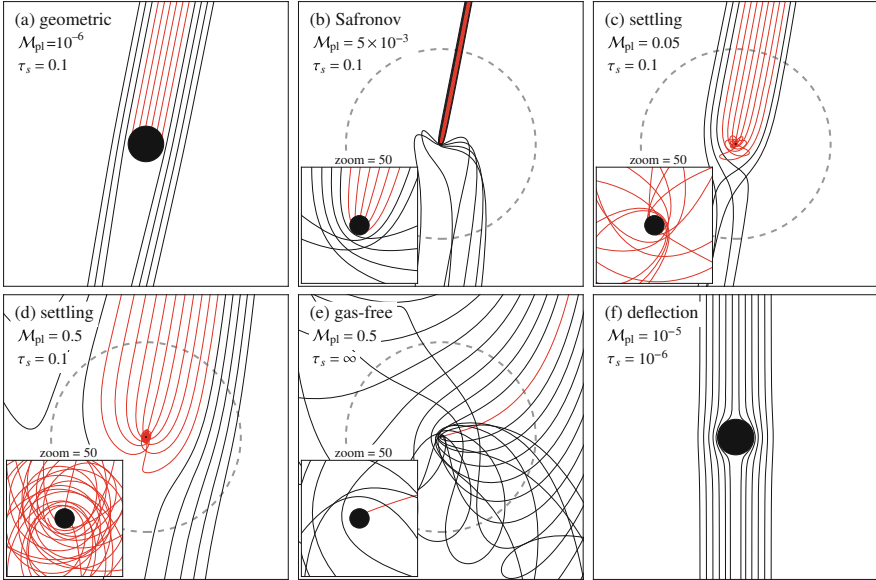 (a) geometric
ℳpl=10⁻⁶
τs = 0.1
(b) Safronov
ℳpl = 5 × 10⁻³
τs = 0.1
zoom = 50
(c) settling
ℳpl = 0.05
τs = 0.1
zoom = 50
(d) settling
ℳpl = 0.5
τs = 0.1
zoom = 50
(e) gas-free
ℳpl = 0.5
τs = ∞
zoom = 50
(f) deflection
ℳpl = 10⁻⁵
τs = 10⁻⁶